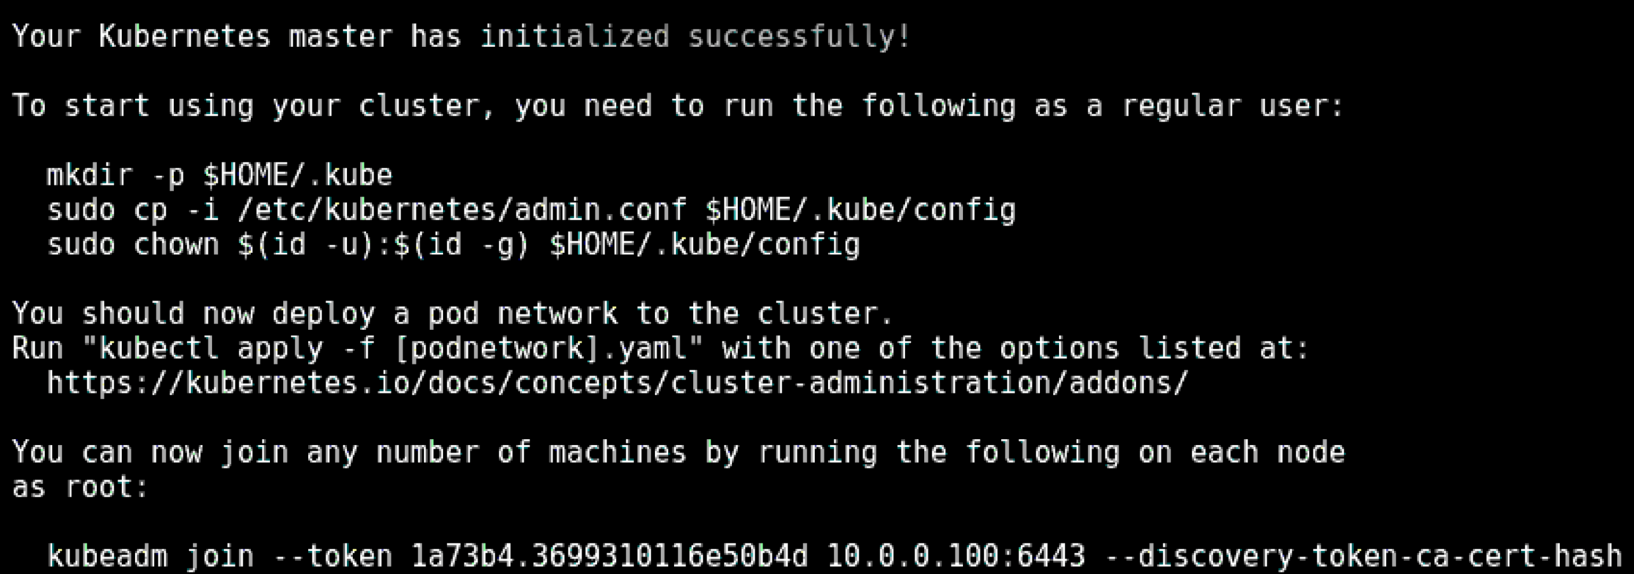 Your Kubernetes master has initialized successfully!
To start using your cluster, you need to run the following as a regular user:
mkdir -p $HOME/.kube
sudo cp -i /etc/kubernetes/admin.conf $HOME/.kube/config
sudo chown $(id -u):$(id -g) $HOME/.kube/config
You should now deploy a pod network to the cluster.
Run "kubectl apply -f [podnetwork].yaml" with one of the options listed at:
https://kubernetes.io/docs/concepts/cluster-administration/addons/
You can now join any number of machines by running the following on each node
as root:
kubeadm join --token 1a73b4.3699310116e50b4d 10.0.0.100:6443 --discovery-token-ca-cert-hash